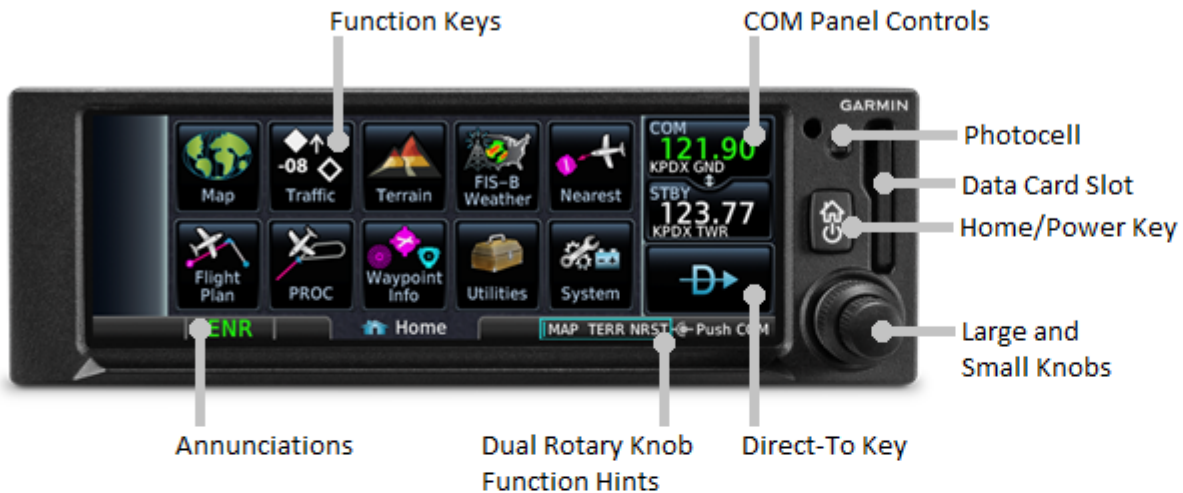 Function Keys
COM Panel Controls
GARMIN
Photocell
Data Card Slot
Home/Power Key
Large and
Small Knobs
Map
-08
Traffic
Terrain
FIS-B
Weather
Nearest
COM
121.90
KPDX GND
STBY
123.77
KPDX TWR
Flight
Plan
PROC
Waypoint
Info
Utilities
System
ENR
Home
MAP TERR NRST
Push COM
Annunciations
Dual Rotary Knob
Function Hints
Direct-To Key